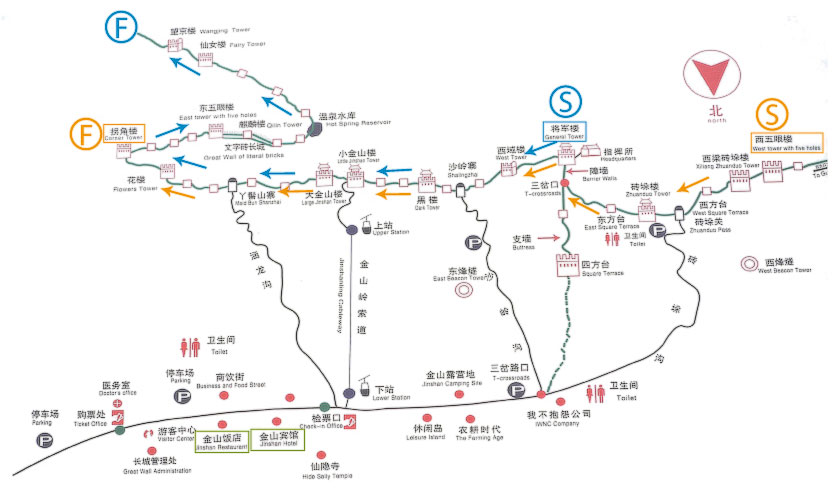 F
望京楼 Wangjing Tower
仙女楼 Fairy Tower
东五眼楼
East tower with five holes
麒麟楼 Qilin Tower
温泉水库
Hot Spring Reservoir
文字砖长城
Great Wall of literal bricks
F
拐角楼
Corner Tower
花楼
Flowers Tower
丫髻山寨
大金山楼
Large Jinshan Tower
小金山楼
Little Jinshan Tower
黑楼
Dark Tower
沙岭寨
Shalingzhai
西域楼
West Tower
S
将军楼
General Tower
指挥所
Headquarters
障墙
Barrier Walls
三岔口
T-crossroads
砖垛楼
Zhuanduo Tower
东方台
East Square Terrace
卫生间
Toilet
P
西方台
West Square Terrace
砖垛关
Zhuanduo Pass
西梁砖垛楼
Xiliang Zhuanduo Tower
S
西五眼楼
West tower with five holes
北
north
支墙
Buttress
四方台
Square Terrace
东烽燧
East Beacon Tower
西烽燧
West Beacon Tower
P
上站
Upper Station
金山岭索道
Jinshanling Cableway
下站
Lower Station
卫生间
Toilet
停车场
Parking
P
商饮街
Business and Food Street
医务室
Doctor's office
停车场
Parking
P
购票处
Ticket Office
游客中心
Visitor Center
长城管理处
Great Wall Administration
金山饭店
Jinshan Restaurant
金山宾馆
Jinshan Hotel
检票口
Check-in Office
仙隐寺
金山露营地
Jinshan Camping Site
休闲岛
Leisure Island
农耕时代
The Farming Age
三岔路口
T-crossroads
P
我不抱怨公司
IWNC Company
卫生间
Toilet